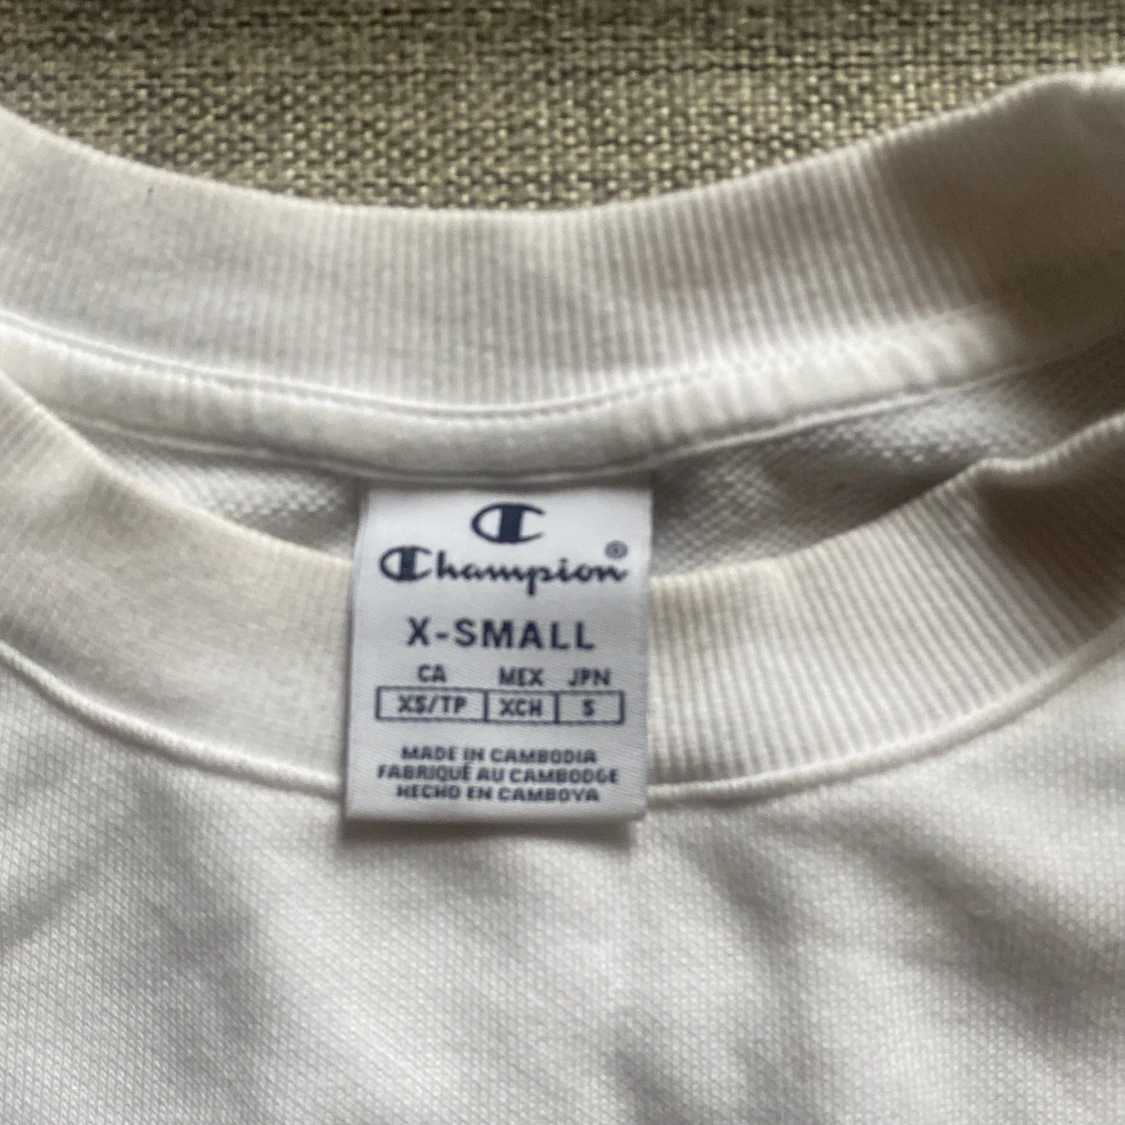 Champion®
X-SMALL
CA MEX JPN
XS/TP XCH S
MADE IN CAMBODIA
FABRIQUÉ AU CAMBODGE
HECHO EN CAMBOYA